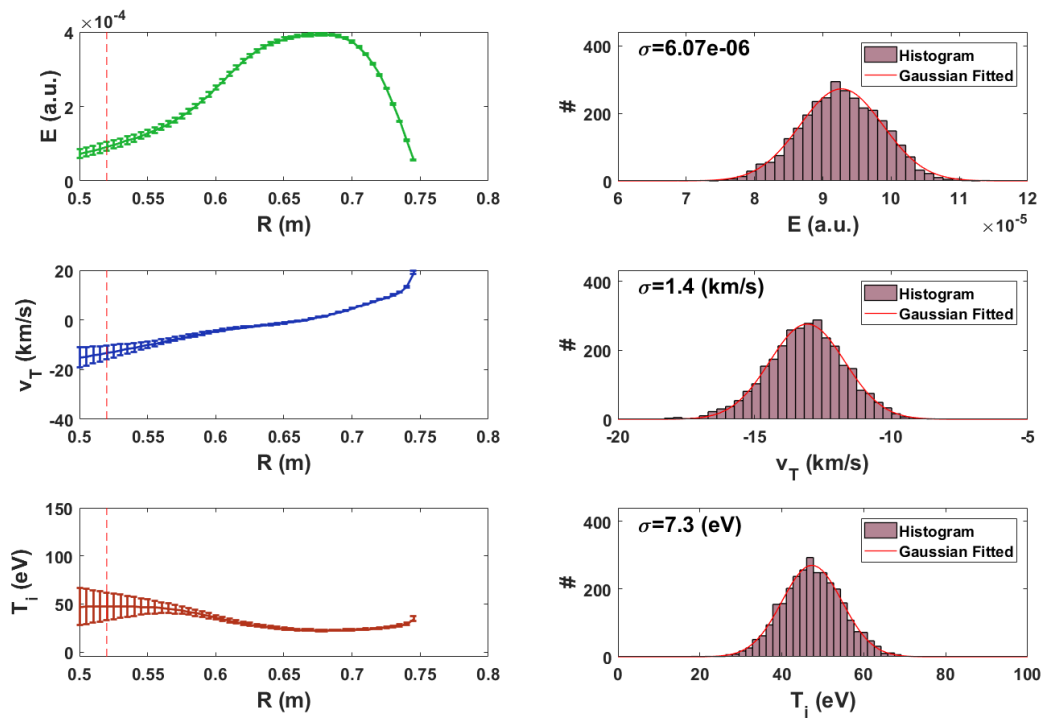 ×10⁻⁴
4
2
0
E (a.u.)
0.5 0.55 0.6 0.65 0.7 0.75 0.8
R (m)
σ=6.07e-06
Histogram
Gaussian Fitted
400
200
0
#
6 7 8 9 10 11 12
E (a.u.)
×10⁻⁵
20
0
-20
-40
v_T (km/s)
0.5 0.55 0.6 0.65 0.7 0.75 0.8
R (m)
σ=1.4 (km/s)
Histogram
Gaussian Fitted
400
200
0
#
-20 -15 -10 -5
v_T (km/s)
150
100
50
0
T_i (eV)
0.5 0.55 0.6 0.65 0.7 0.75 0.8
R (m)
σ=7.3 (eV)
Histogram
Gaussian Fitted
400
200
0
#
0 20 40 60 80 100
T_i (eV)